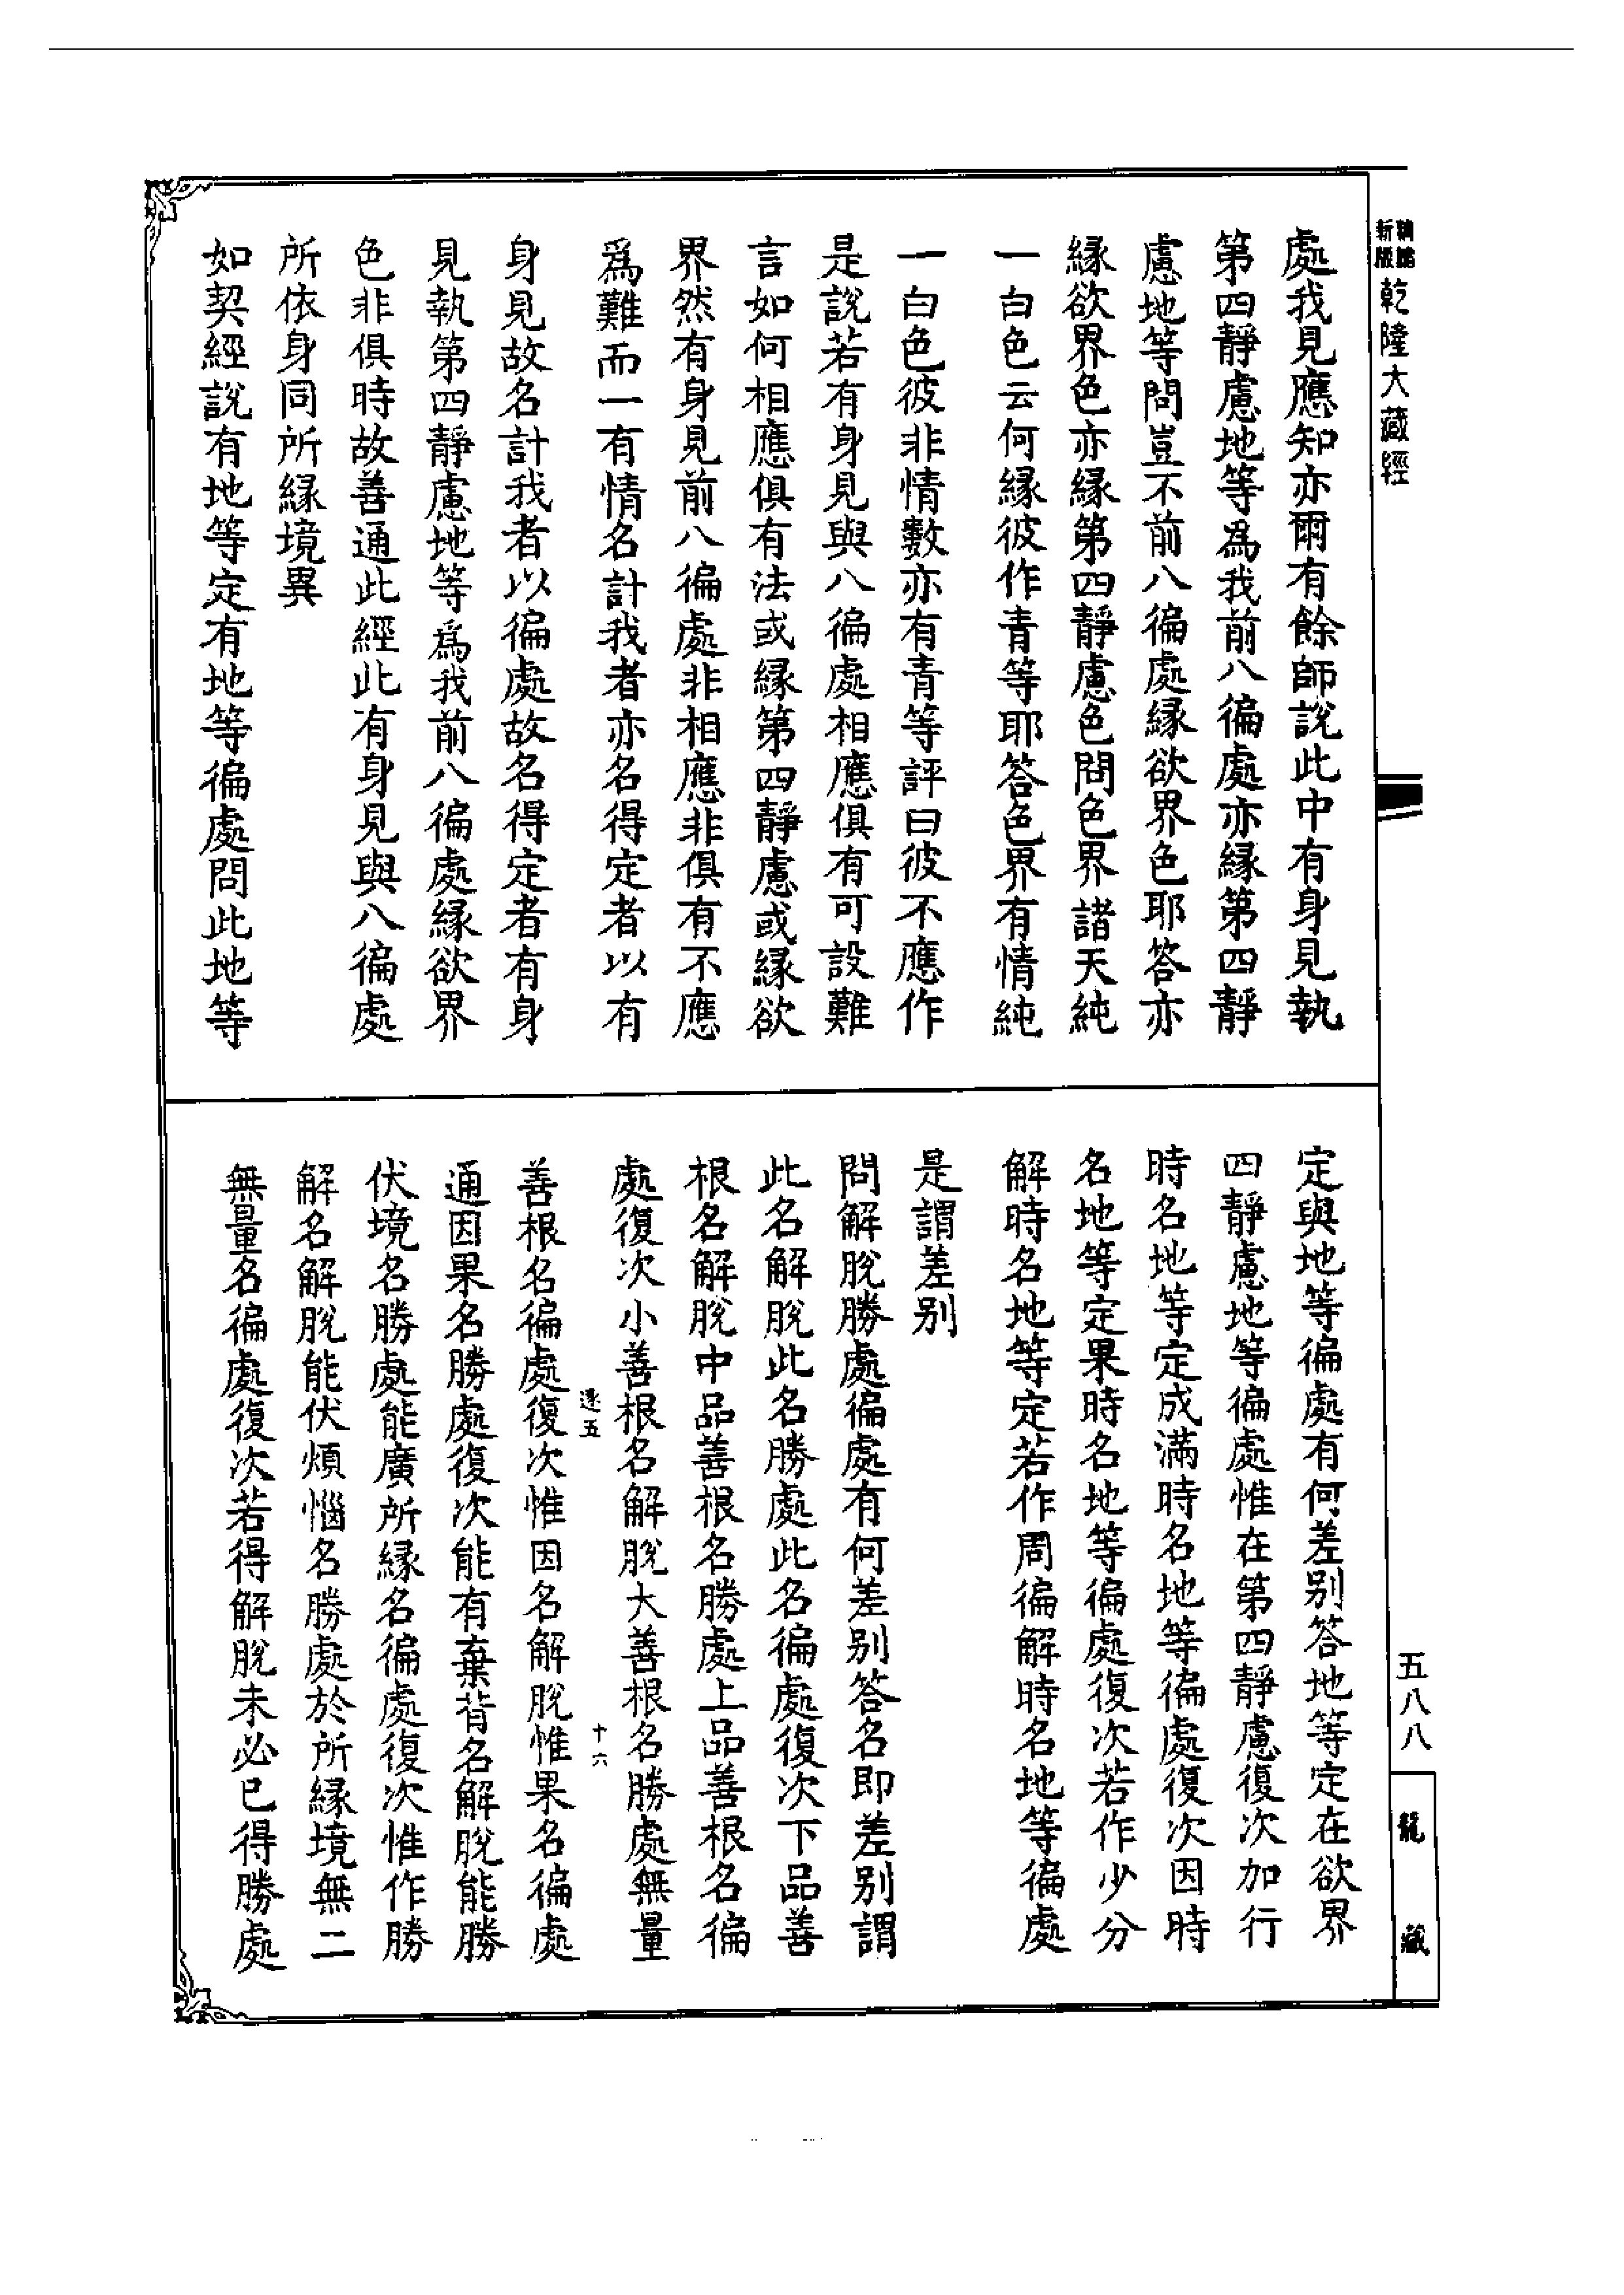 新版
精縮
乾隆大藏經
處我見應知亦爾有餘師說此中有身見執
第四靜慮地等為我前八徧處亦緣第四靜
慮地等問豈不前八徧處緣欲界色耶答亦
緣欲界色亦緣第四靜慮色問色界諸天純
一白色云何緣彼作青等耶答色界有情純
一白色彼非情數亦有青等評曰彼不應作
是說若有身見與八徧處相應俱有可設難
言如何相應俱有法或緣第四靜慮或緣欲
界然有身見前八徧處非相應非俱有不應
爲難而一有情名計我者亦名得定者以有
身見故名計我者以徧處故名得定者有身
見執第四靜慮地等爲我前八徧處緣欲界
色非俱時故善通此經此有身見與八徧處
所依身同所緣境異
如契經說有地等定有地等徧處問此地等
定與地等徧處有何差别答地等定在欲界
四靜慮地等徧處惟在第四靜慮復次加行
時名地等定成滿時名地等徧處復次因時
名地等定果時名地等徧處復次若作少分
解時名地等定若作周徧解時名地等徧處
是謂差别
問解脫勝處徧處有何差别答名即差别謂
此名解脫此名勝處此名徧處復次下品善
根名解脫中品善根名勝處上品善根名徧
處復次小善根名解脫大善根名勝處無量
逐五
十六
善根名徧處復次惟因名解脫惟果名徧處
通因果名勝處復次能有棄背名解脫能勝
伏境名勝處能廣所緣名徧處復次惟作勝
解名解脫能伏煩惱名勝處於所緣境無二
無量名徧處復次若得解脫未必已得勝處
五八八
龍藏